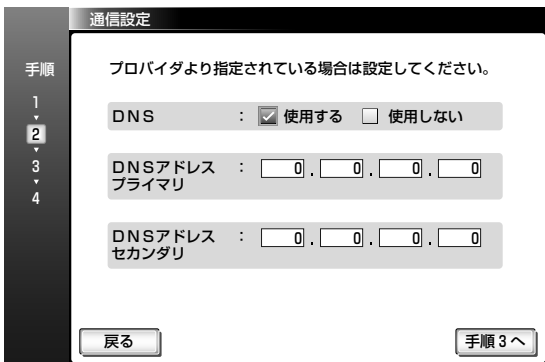 通信設定
手順
1
2
3
4
プロバイダより指定されている場合は設定してください。
DNS : 使用する 使用しない
DNSアドレス : 0 . 0 . 0 . 0
プライマリ
DNSアドレス : 0 . 0 . 0 . 0
セカンダリ
戻る 手順3へ